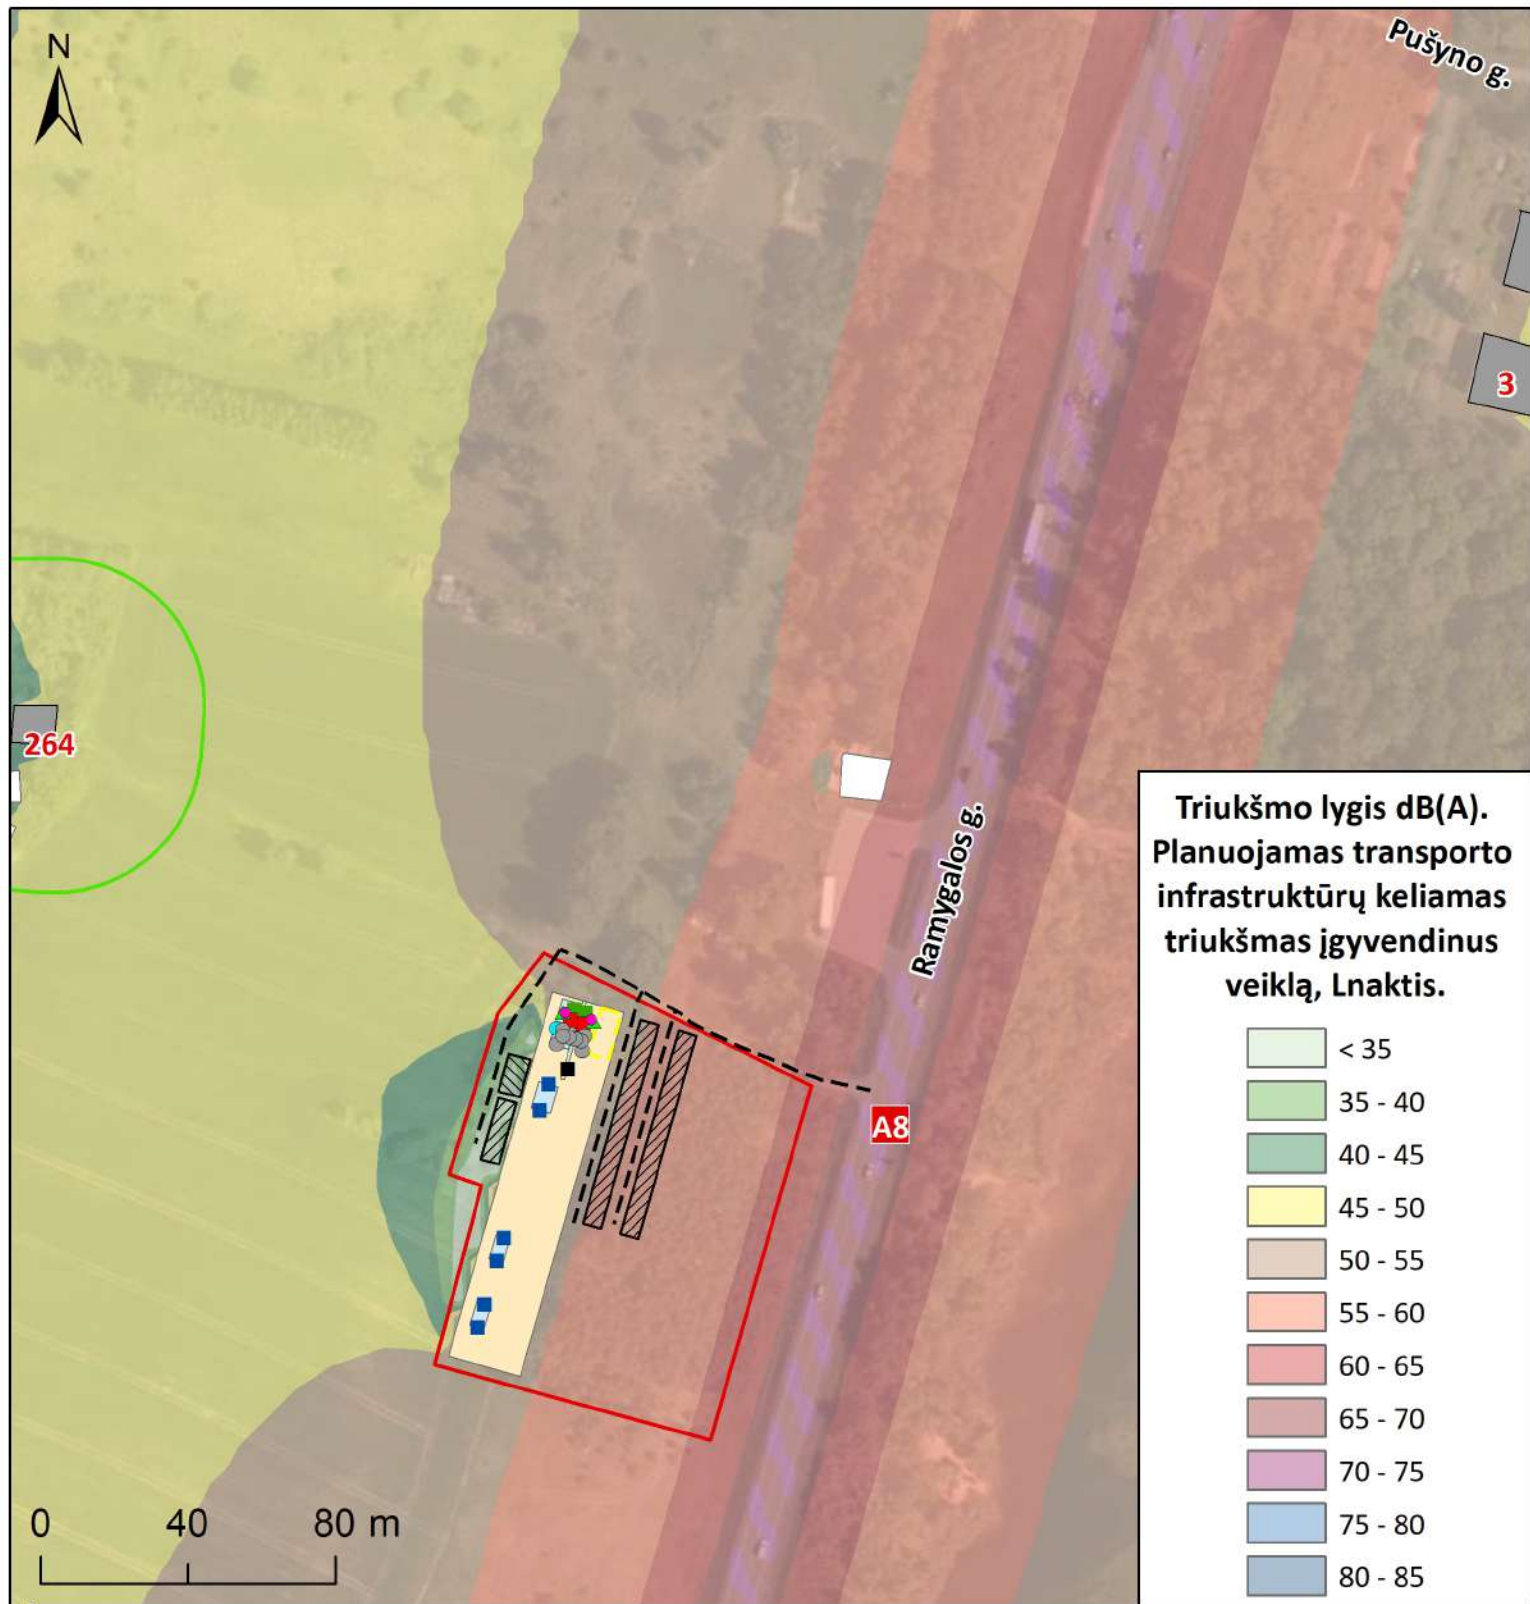 N
Pušyno g.
3
264
Ramygalos g.
A8
0 40 80 m
Triukšmo lygis dB(A).
Planuojamas transporto
infrastruktūrų keliamas
triukšmas įgyvendinus
veiklą, Lnaktis.
< 35
35 - 40
40 - 45
45 - 50
50 - 55
55 - 60
60 - 65
65 - 70
70 - 75
75 - 80
80 - 85